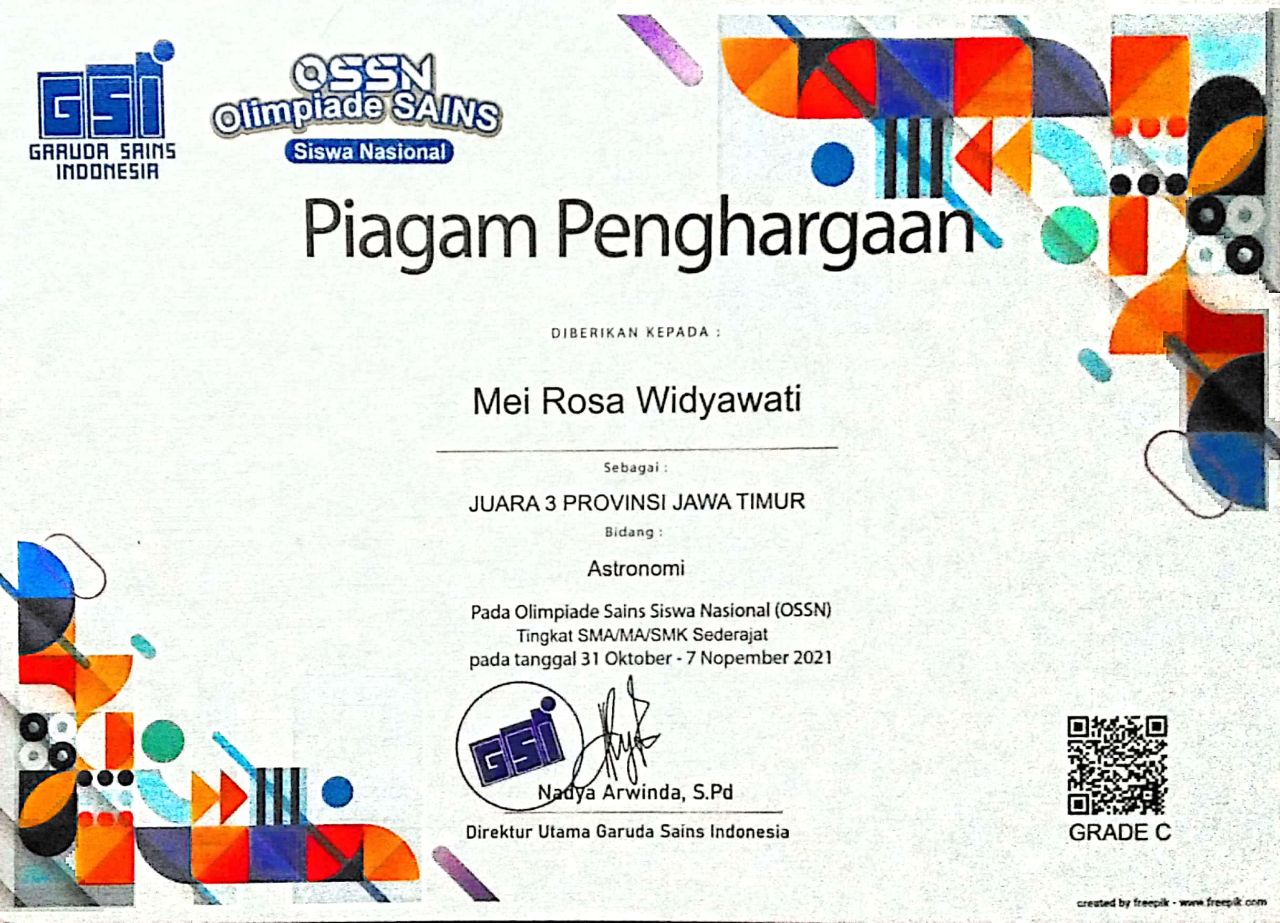 GSI
GARUDA SAINS
INDONESIA
OSSN
Olimpiade SAINS
Siswa Nasional
Piagam Penghargaan
DIBERIKAN KEPADA :
Mei Rosa Widyawati
Sebagai :
JUARA 3 PROVINSI JAWA TIMUR
Bidang :
Astronomi
Pada Olimpiade Sains Siswa Nasional (OSSN)
Tingkat SMA/MA/SMK Sederajat
pada tanggal 31 Oktober - 7 Nopember 2021
GSI
Nadya Arwinda, S.Pd
Direktur Utama Garuda Sains Indonesia
GRADE C
created by freepik - www.freepik.com